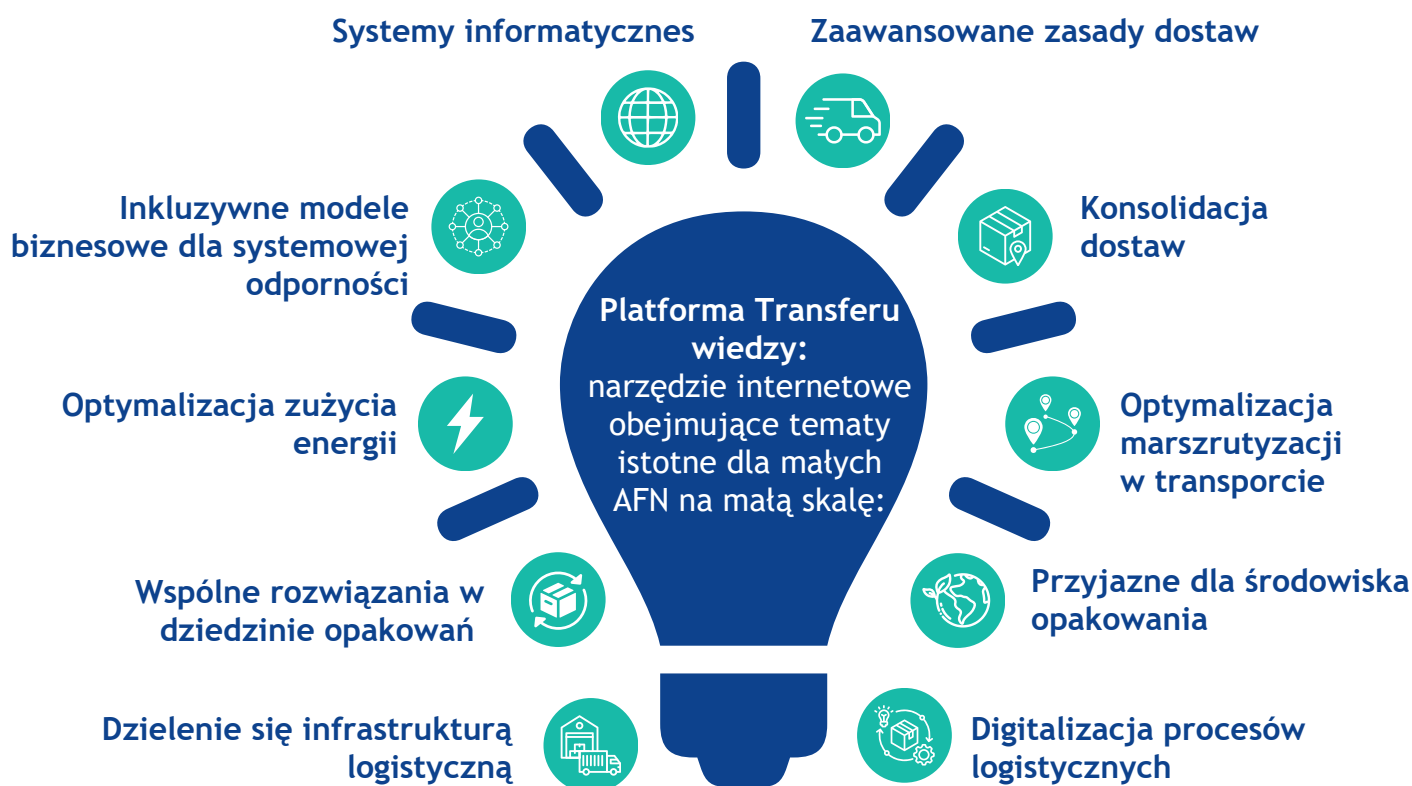 Systemy informatycznes
Zaawansowane zasady dostaw
Inkluzywne modele
biznesowe dla systemowej
odporności
Konsolidacja
dostaw
Platforma Transferu
wiedzy:
narzędzie internetowe
obejmujące tematy
istotne dla małych
AFN na małą skalę:
Optymalizacja zużycia
energii
Optymalizacja
marszrutyzacji
w transporcie
Wspólne rozwiązania w
dziedzinie opakowań
Przyjazne dla środowiska
opakowania
Dzielenie się infrastrukturą
logistyczną
Digitalizacja procesów
logistycznych